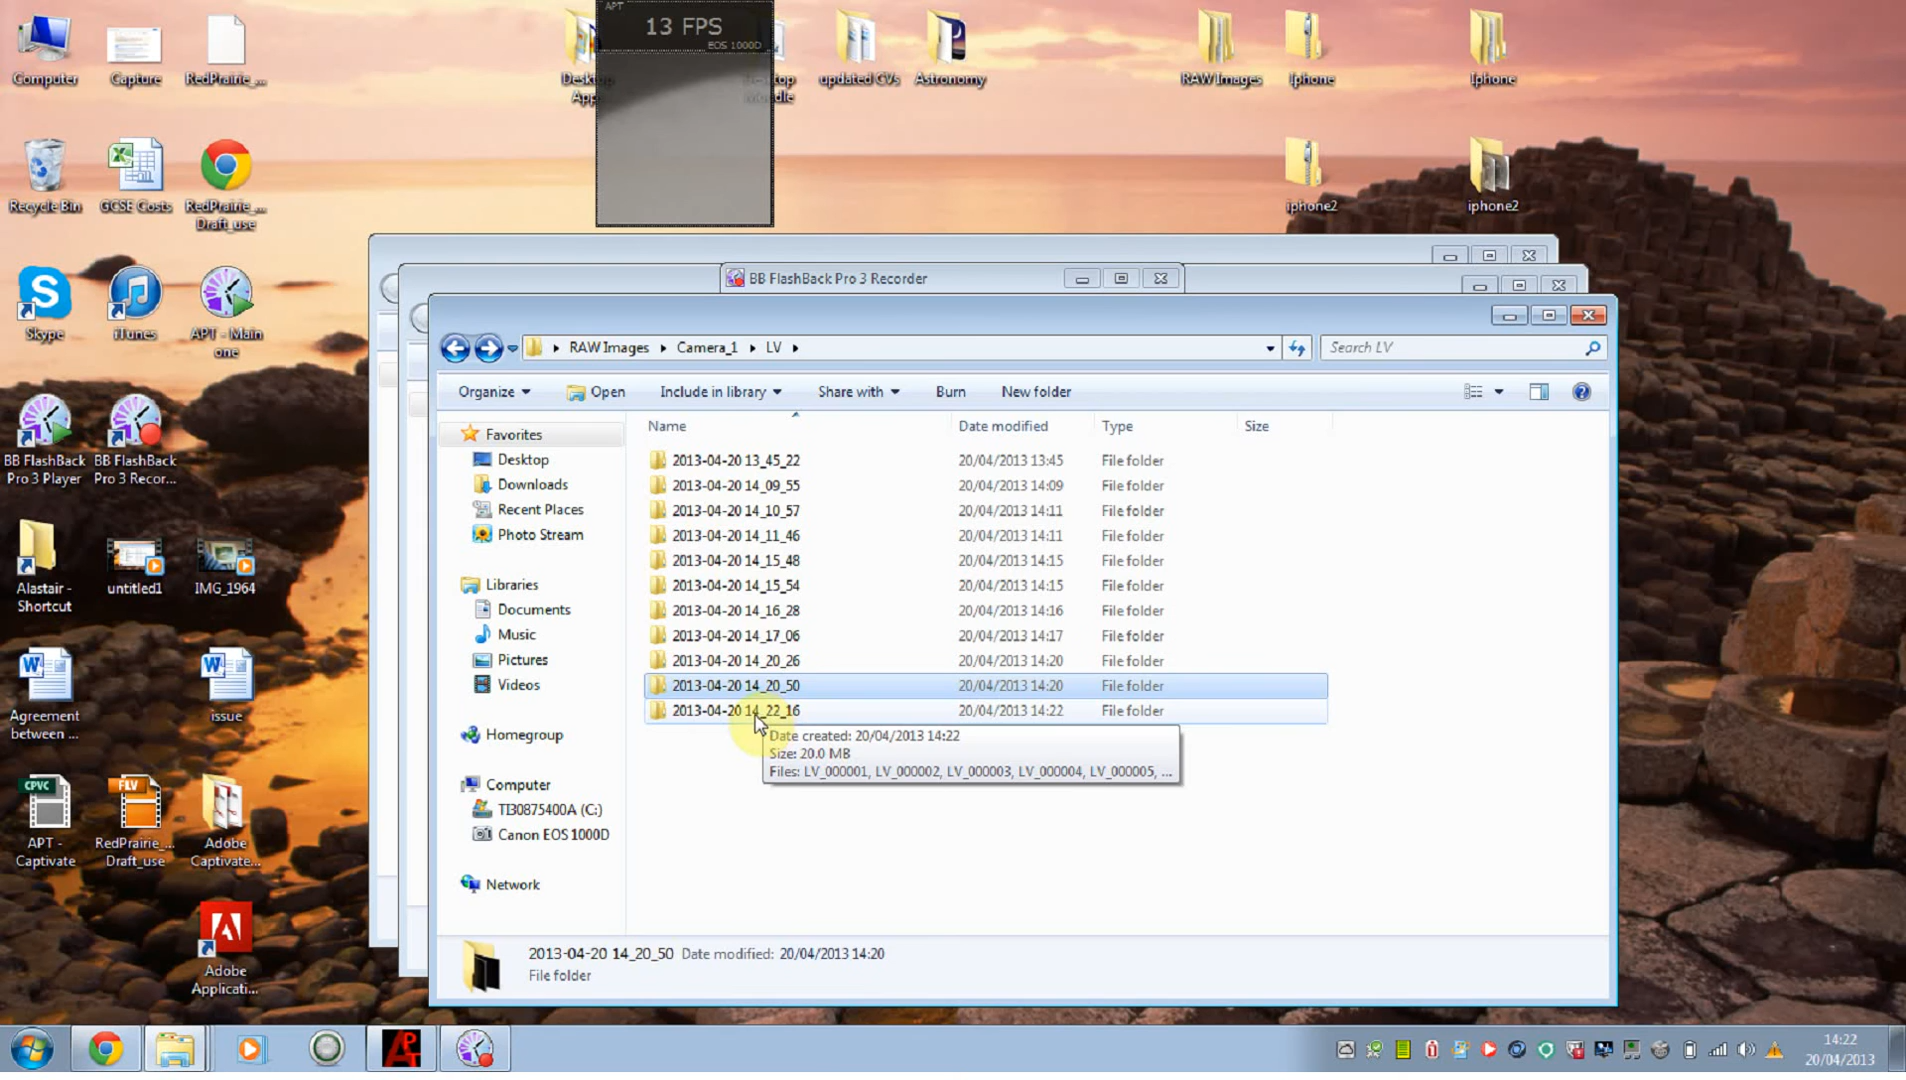 Computer
Capture
RedPrairie_...
APT
13 FPS
EOS 1000D
updated CVs
Astronomy
RAW Images
Iphone
Iphone
Recycle Bin
GCSE Costs
RedPrairie_...
Draft_use
iphone2
iphone2
Skype
iTunes
APT - Main
one
BB FlashBack Pro 3 Recorder
RAW Images
Camera_1
LV
Search LV
Organize
Open
Include in library
Share with
Burn
New folder
Name
Date modified
Type
Size
Favorites
Desktop
Downloads
Recent Places
Photo Stream
Libraries
Documents
Music
Pictures
Videos
Homegroup
Computer
TI30875400A (C:)
Canon EOS 1000D
Network
2013-04-20 13_45_22 20/04/2013 13:45 File folder
2013-04-20 14_09_55 20/04/2013 14:09 File folder
2013-04-20 14_10_57 20/04/2013 14:11 File folder
2013-04-20 14_11_46 20/04/2013 14:11 File folder
2013-04-20 14_15_48 20/04/2013 14:15 File folder
2013-04-20 14_15_54 20/04/2013 14:15 File folder
2013-04-20 14_16_28 20/04/2013 14:16 File folder
2013-04-20 14_17_06 20/04/2013 14:17 File folder
2013-04-20 14_20_26 20/04/2013 14:20 File folder
2013-04-20 14_20_50 20/04/2013 14:20 File folder
2013-04-20 14_22_16 20/04/2013 14:22 File folder
Date created: 20/04/2013 14:22
Size: 20.0 MB
Files: LV_000001, LV_000002, LV_000003, LV_000004, LV_000005, ...
2013-04-20 14_20_50 Date modified: 20/04/2013 14:20
File folder
BB FlashBack
Pro 3 Player
BB FlashBack
Pro 3 Recor...
Alastair -
Shortcut
untitled1
IMG_1964
Agreement
between ...
issue
CPVC
APT -
Captivate
FLV
RedPrairie_...
Draft_use
Adobe
Captivate...
Adobe
Applicati...
14:22
20/04/2013